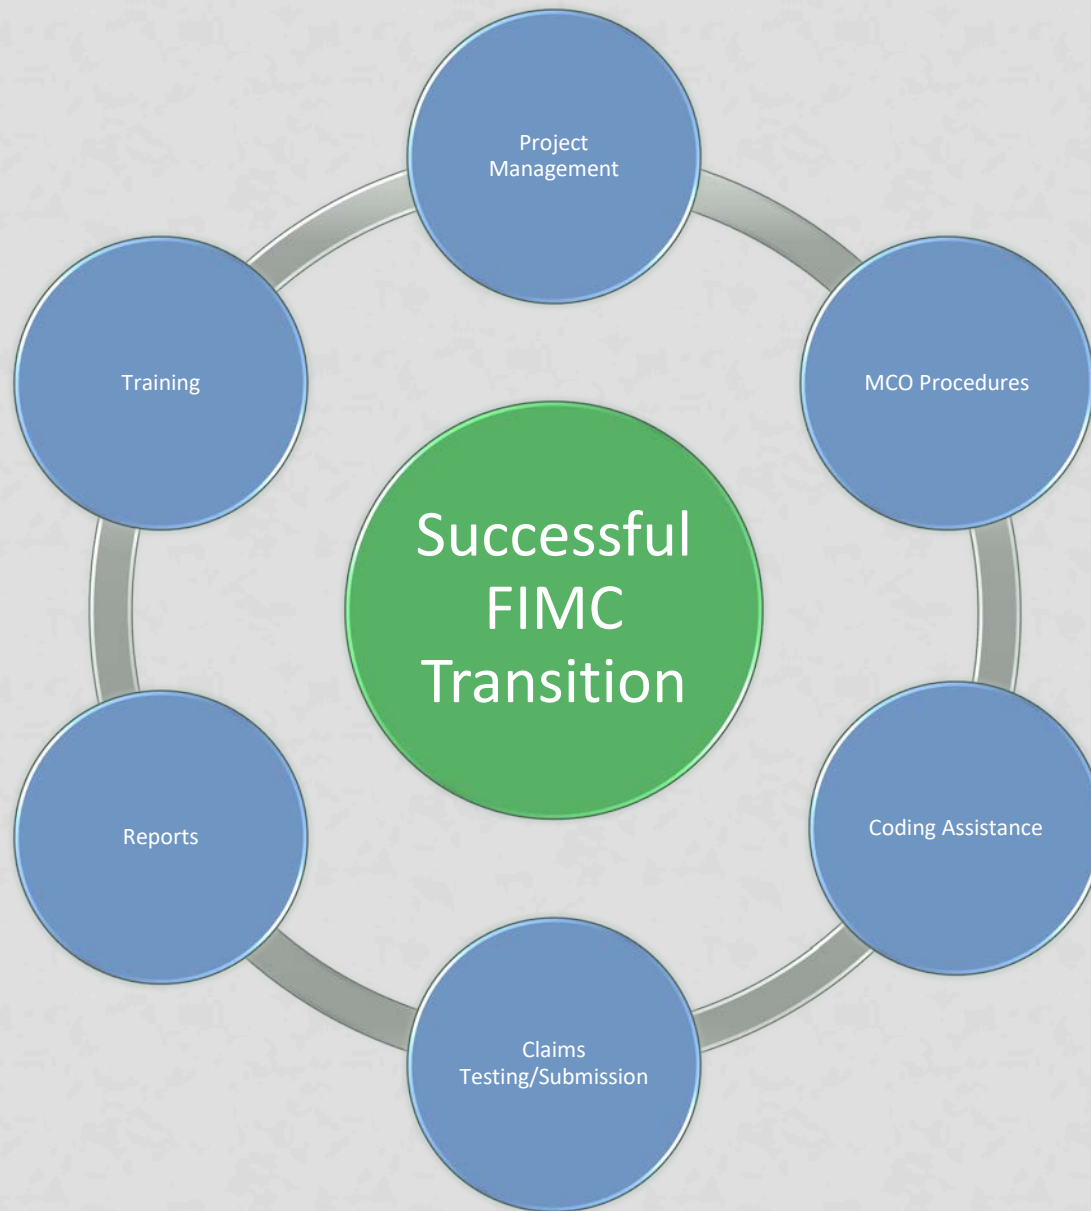 Project
Management
MCO Procedures
Coding Assistance
Claims
Testing/Submission
Reports
Training
Successful
FIMC
Transition